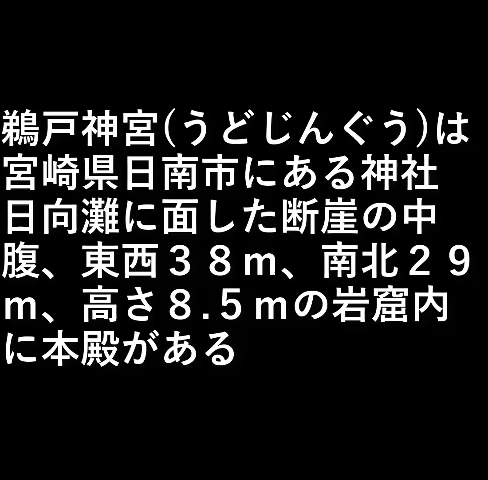 鵜戸神宮(うどじんぐう)は
宮崎県日南市にある神社
日向灘に面した断崖の中
腹、東西３８ｍ、南北２９
ｍ、高さ８.５ｍの岩窟内
に本殿がある